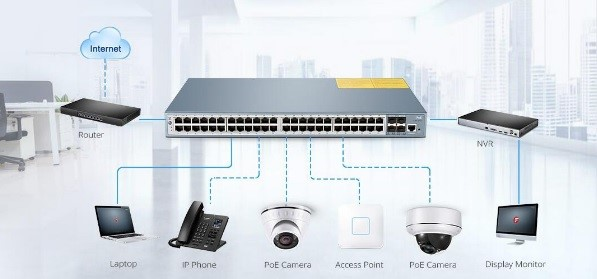 Internet
Router
NVR
Laptop
IP Phone
PoE Camera
Access Point
PoE Camera
Display Monitor